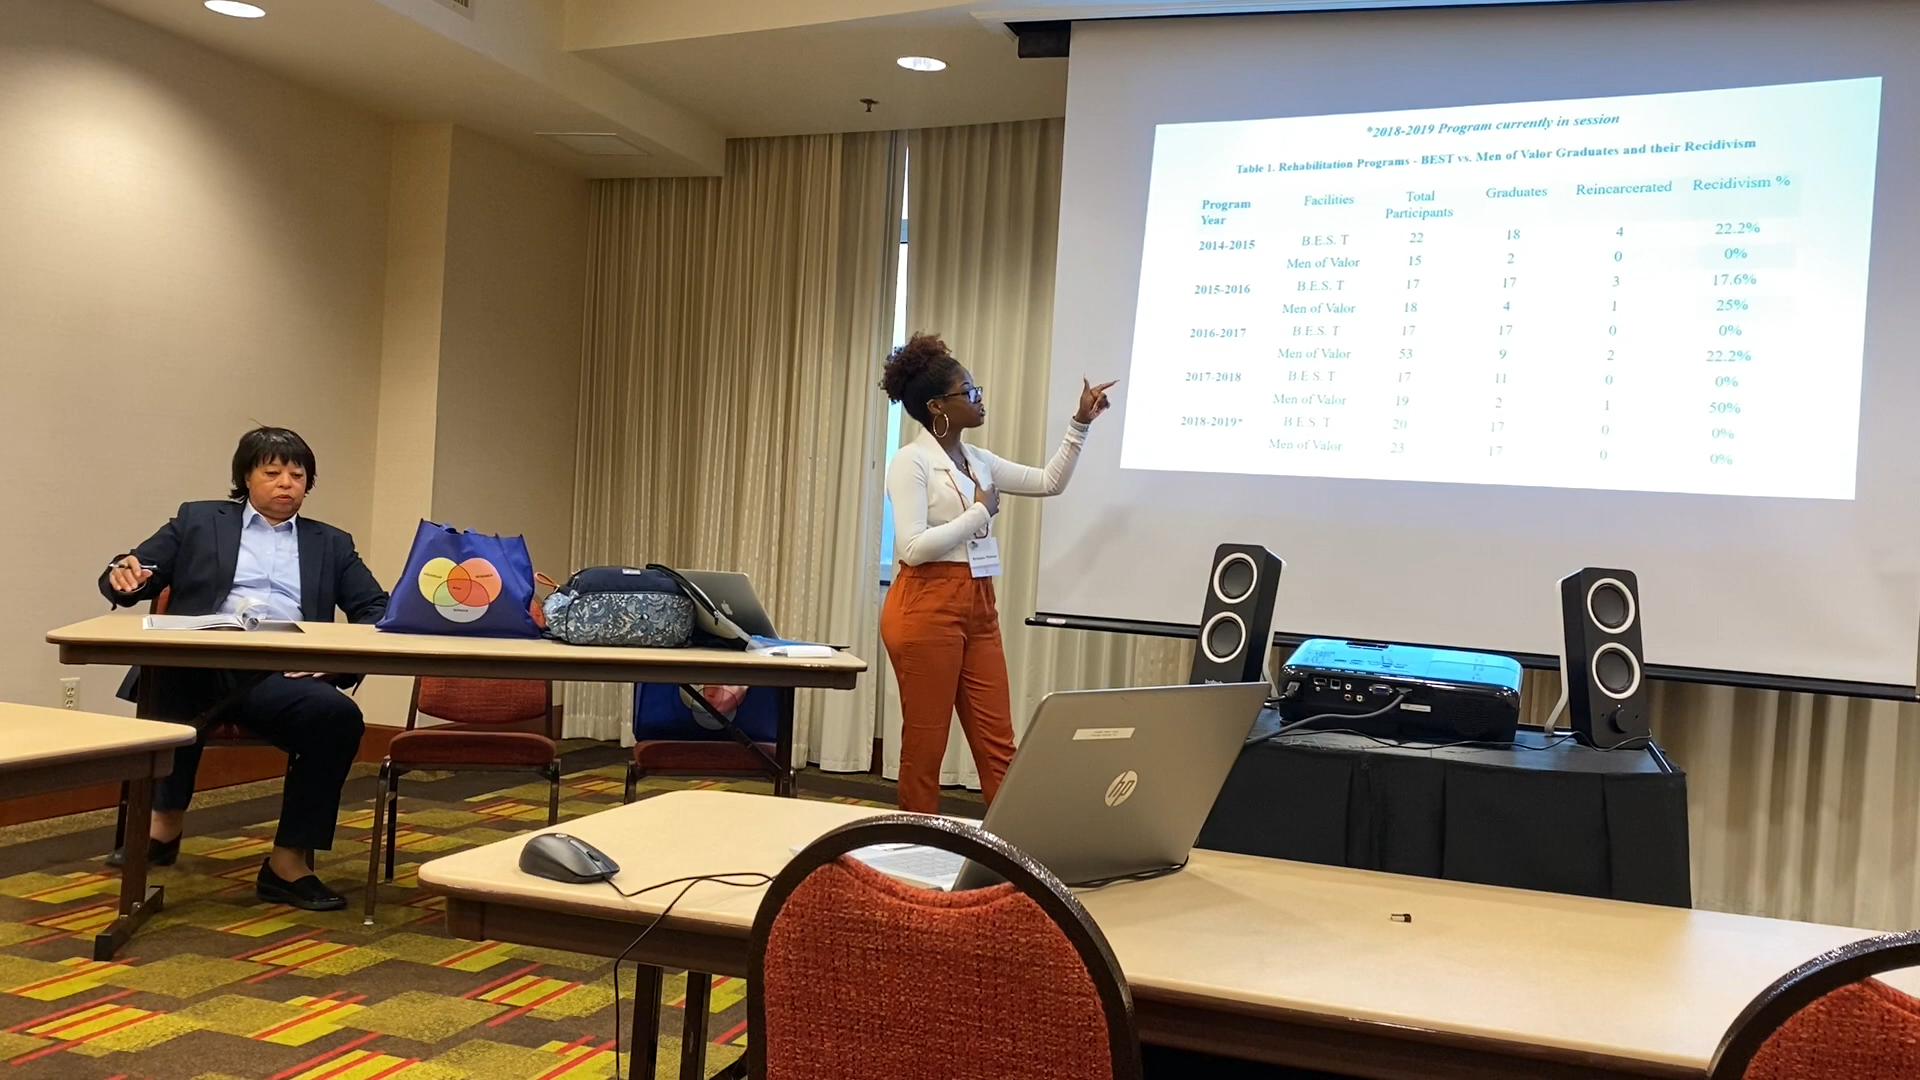 *2018-2019 Program currently in session
Table 1. Rehabilitation Programs - BEST vs. Men of Valor Graduates and their Recidivism
Program Year Facilities Total Participants Graduates Reincarcerated Recidivism %
2014-2015 B.E.S. T 22 18 4 22.2%
Men of Valor 15 2 0 0%
2015-2016 B.E.S. T 17 17 3 17.6%
Men of Valor 18 4 1 25%
2016-2017 B.E.S. T 17 17 0 0%
Men of Valor 53 9 2 22.2%
2017-2018 B.E.S. T 17 11 0 0%
Men of Valor 19 2 1 50%
2018-2019* B.E.S. T 20 17 0 0%
Men of Valor 23 17 0 0%
hp